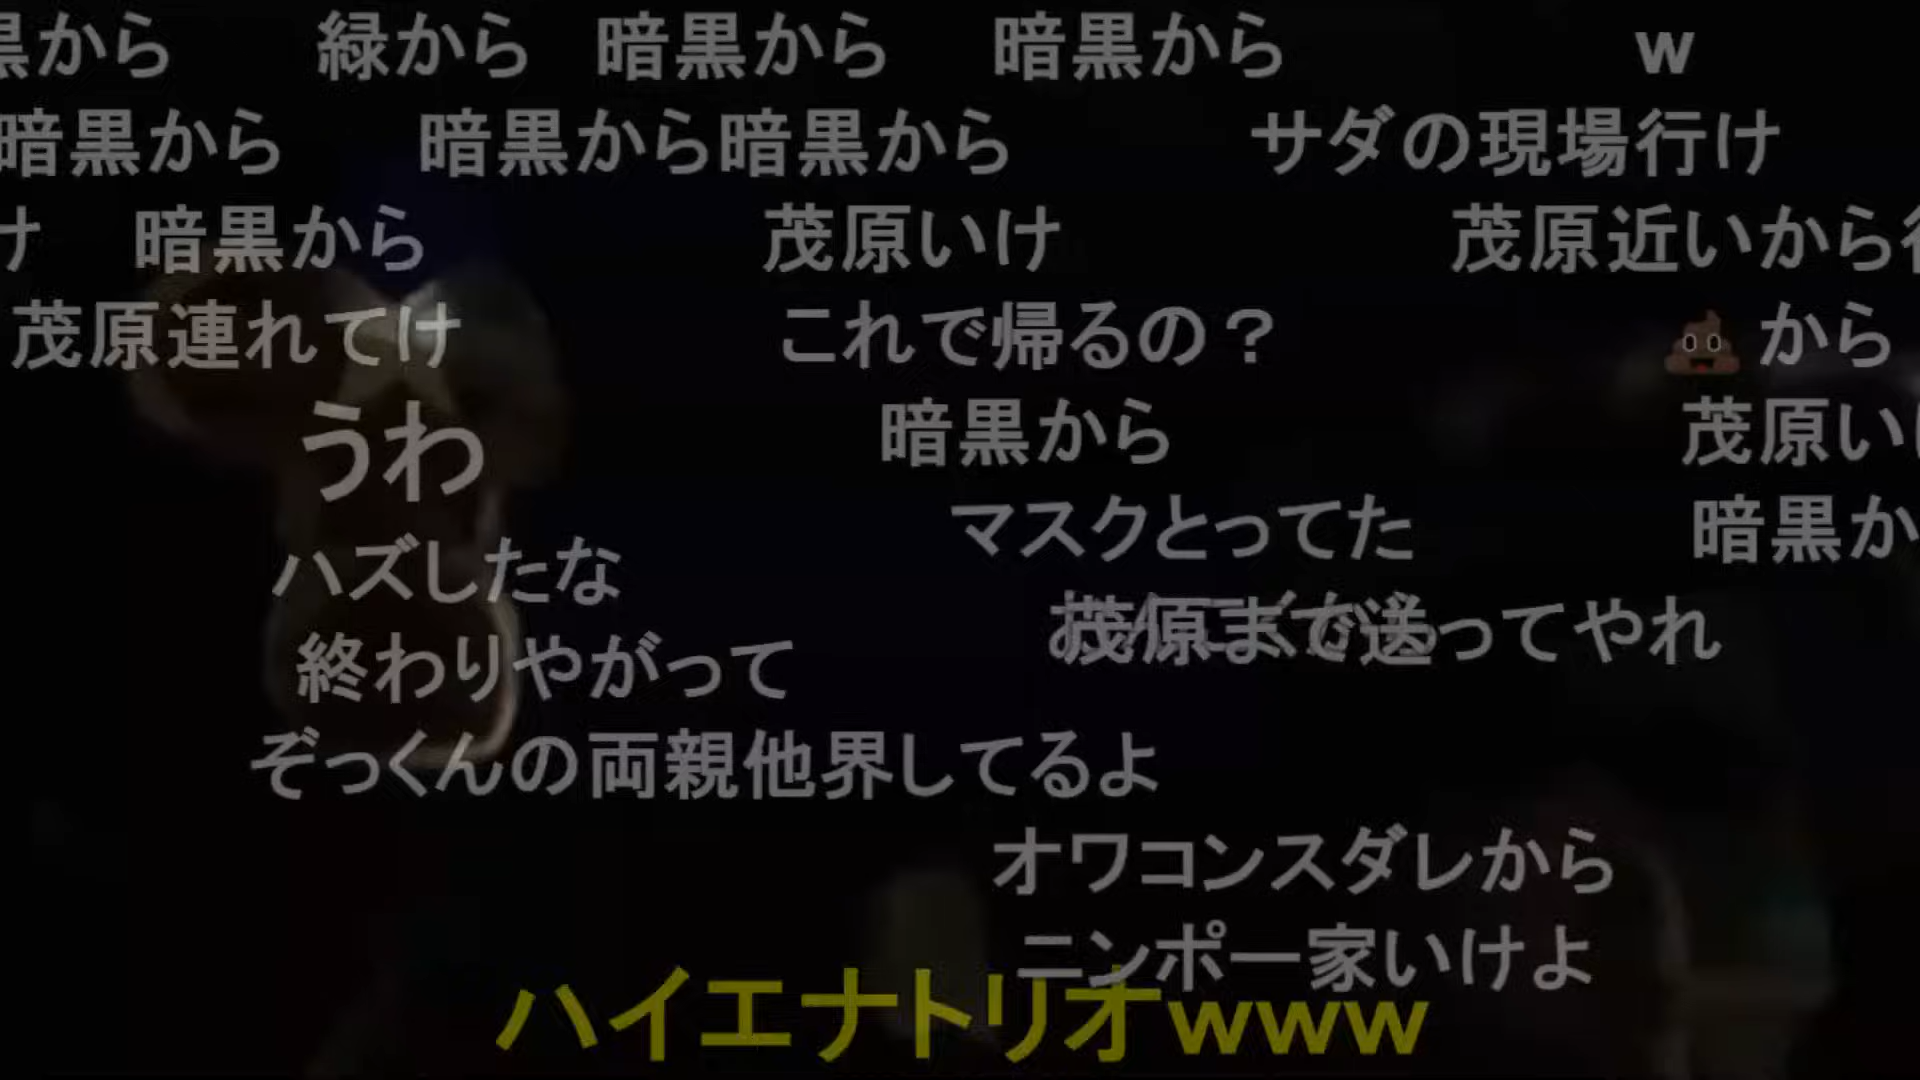 黒から 緑から 暗黒から 暗黒から w
暗黒から 暗黒から暗黒から サダの現場行け
け 暗黒から 茂原いけ 茂原近いから
茂原連れてけ これで帰るの？ 💩から
うわ 暗黒から 茂原い
マスクとってた 暗黒か
ハズしたな
茂原まで送ってやれ
終わりやがって
ぞっくんの両親他界してるよ
オワコンスダレから
ニンポー家いけよ
ハイエナトリオwww